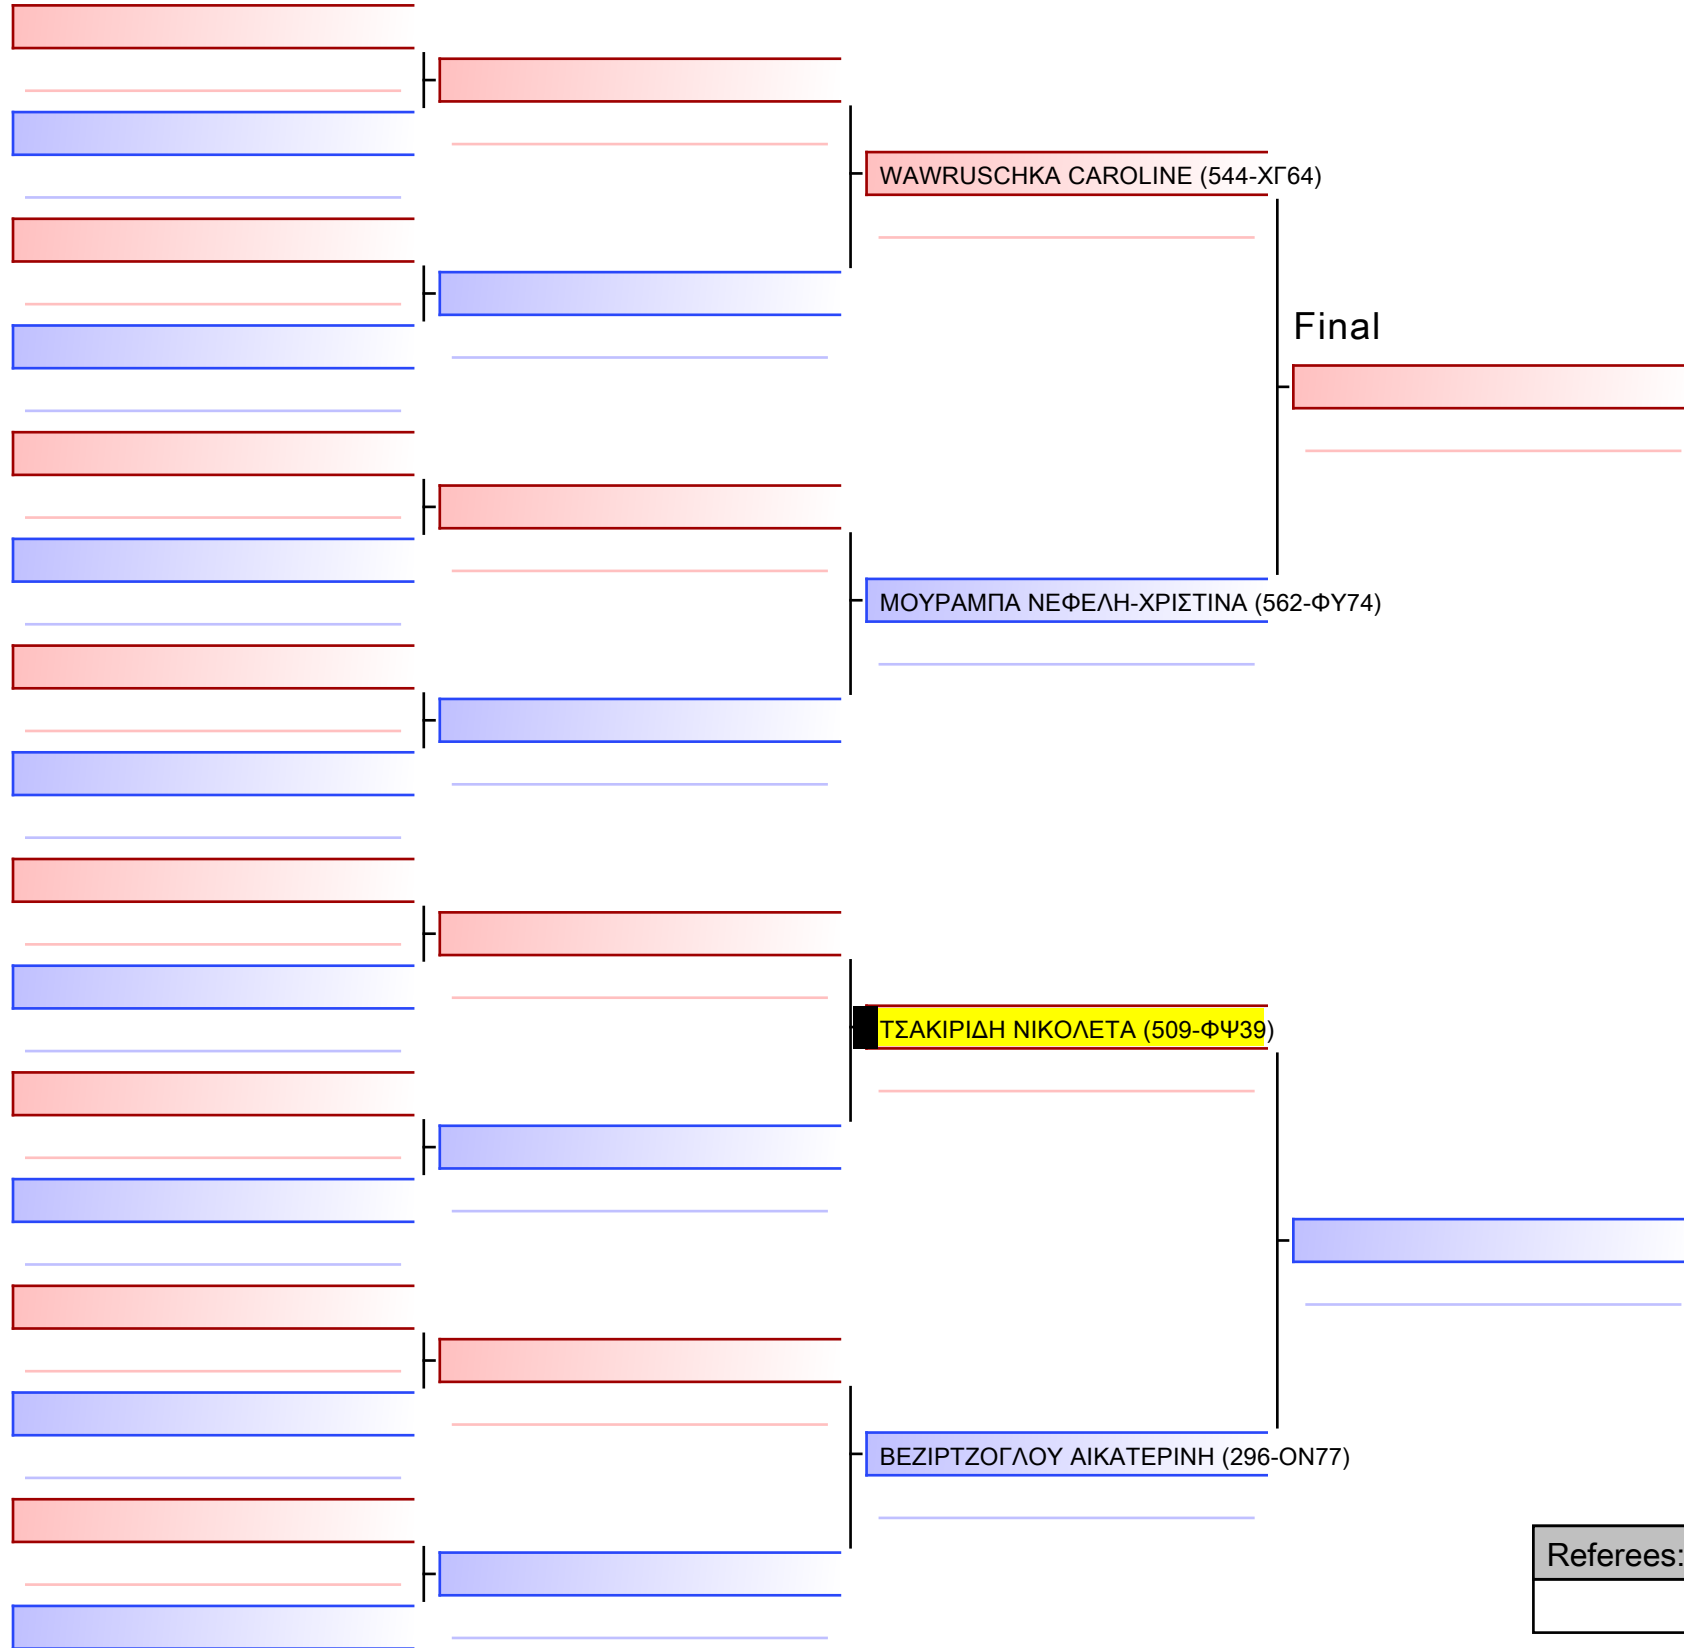 WAWRUSCHKA CAROLINE (544-ΧΓ64)
Final
ΜΟΥΡΑΜΠΑ ΝΕΦΕΛΗ-ΧΡΙΣΤΙΝΑ (562-ΦΥ74)
ΤΣΑΚΙΡΙΔΗ ΝΙΚΟΛΕΤΑ (509-ΦΨ39)
ΒΕΖΙΡΤΖΟΓΛΟΥ ΑΙΚΑΤΕΡΙΝΗ (296-ΟΝ77)
Referees: